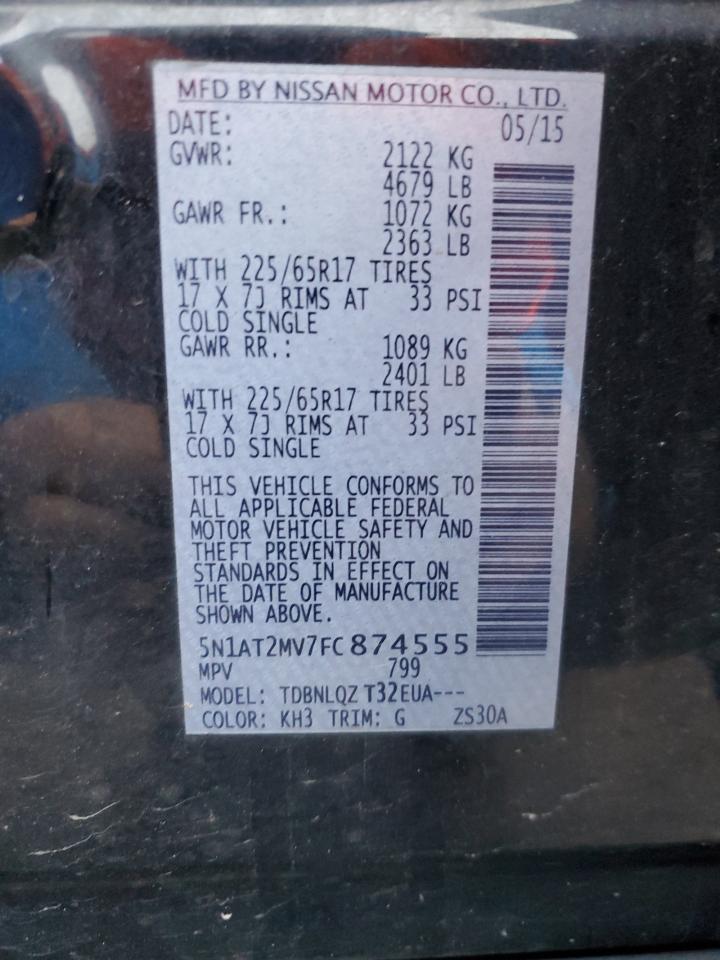 MFD BY NISSAN MOTOR CO., LTD.
DATE: 05/15
GVWR: 2122 KG
4679 LB
GAWR FR.: 1072 KG
2363 LB
WITH 225/65R17 TIRES
17 X 7J RIMS AT 33 PSI
COLD SINGLE
GAWR RR.: 1089 KG
2401 LB
WITH 225/65R17 TIRES
17 X 7J RIMS AT 33 PSI
COLD SINGLE
THIS VEHICLE CONFORMS TO
ALL APPLICABLE FEDERAL
MOTOR VEHICLE SAFETY AND
THEFT PREVENTION
STANDARDS IN EFFECT ON
THE DATE OF MANUFACTURE
SHOWN ABOVE.
5N1AT2MV7FC874555
MPV 799
MODEL: TDBNLQZ T32EUA---
COLOR: KH3 TRIM: G ZS30A